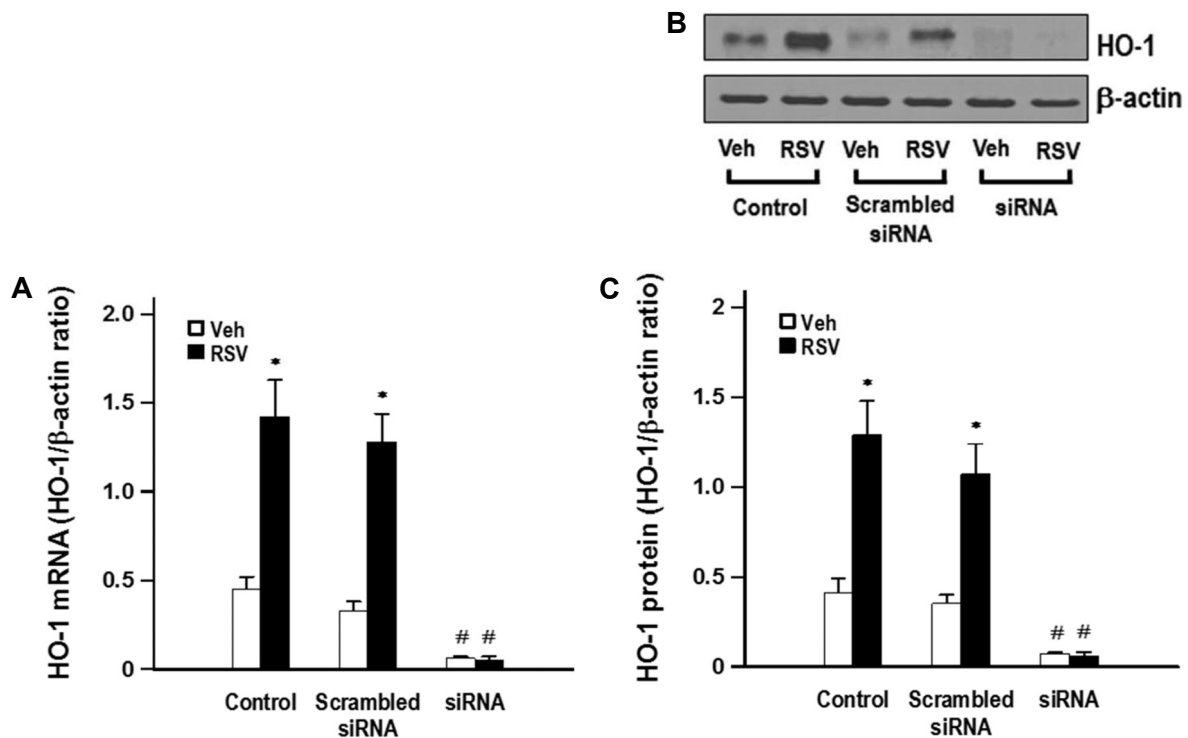 B
HO-1
β-actin
Veh RSV Veh RSV Veh RSV
Control Scrambled siRNA siRNA
A
HO-1 mRNA (HO-1/β-actin ratio)
2.0
1.5
1.0
0.5
0
Veh
RSV
*
*
# #
Control Scrambled siRNA siRNA
C
HO-1 protein (HO-1/β-actin ratio)
2
1.5
1.0
0.5
0
Veh
RSV
*
*
# #
Control Scrambled siRNA siRNA